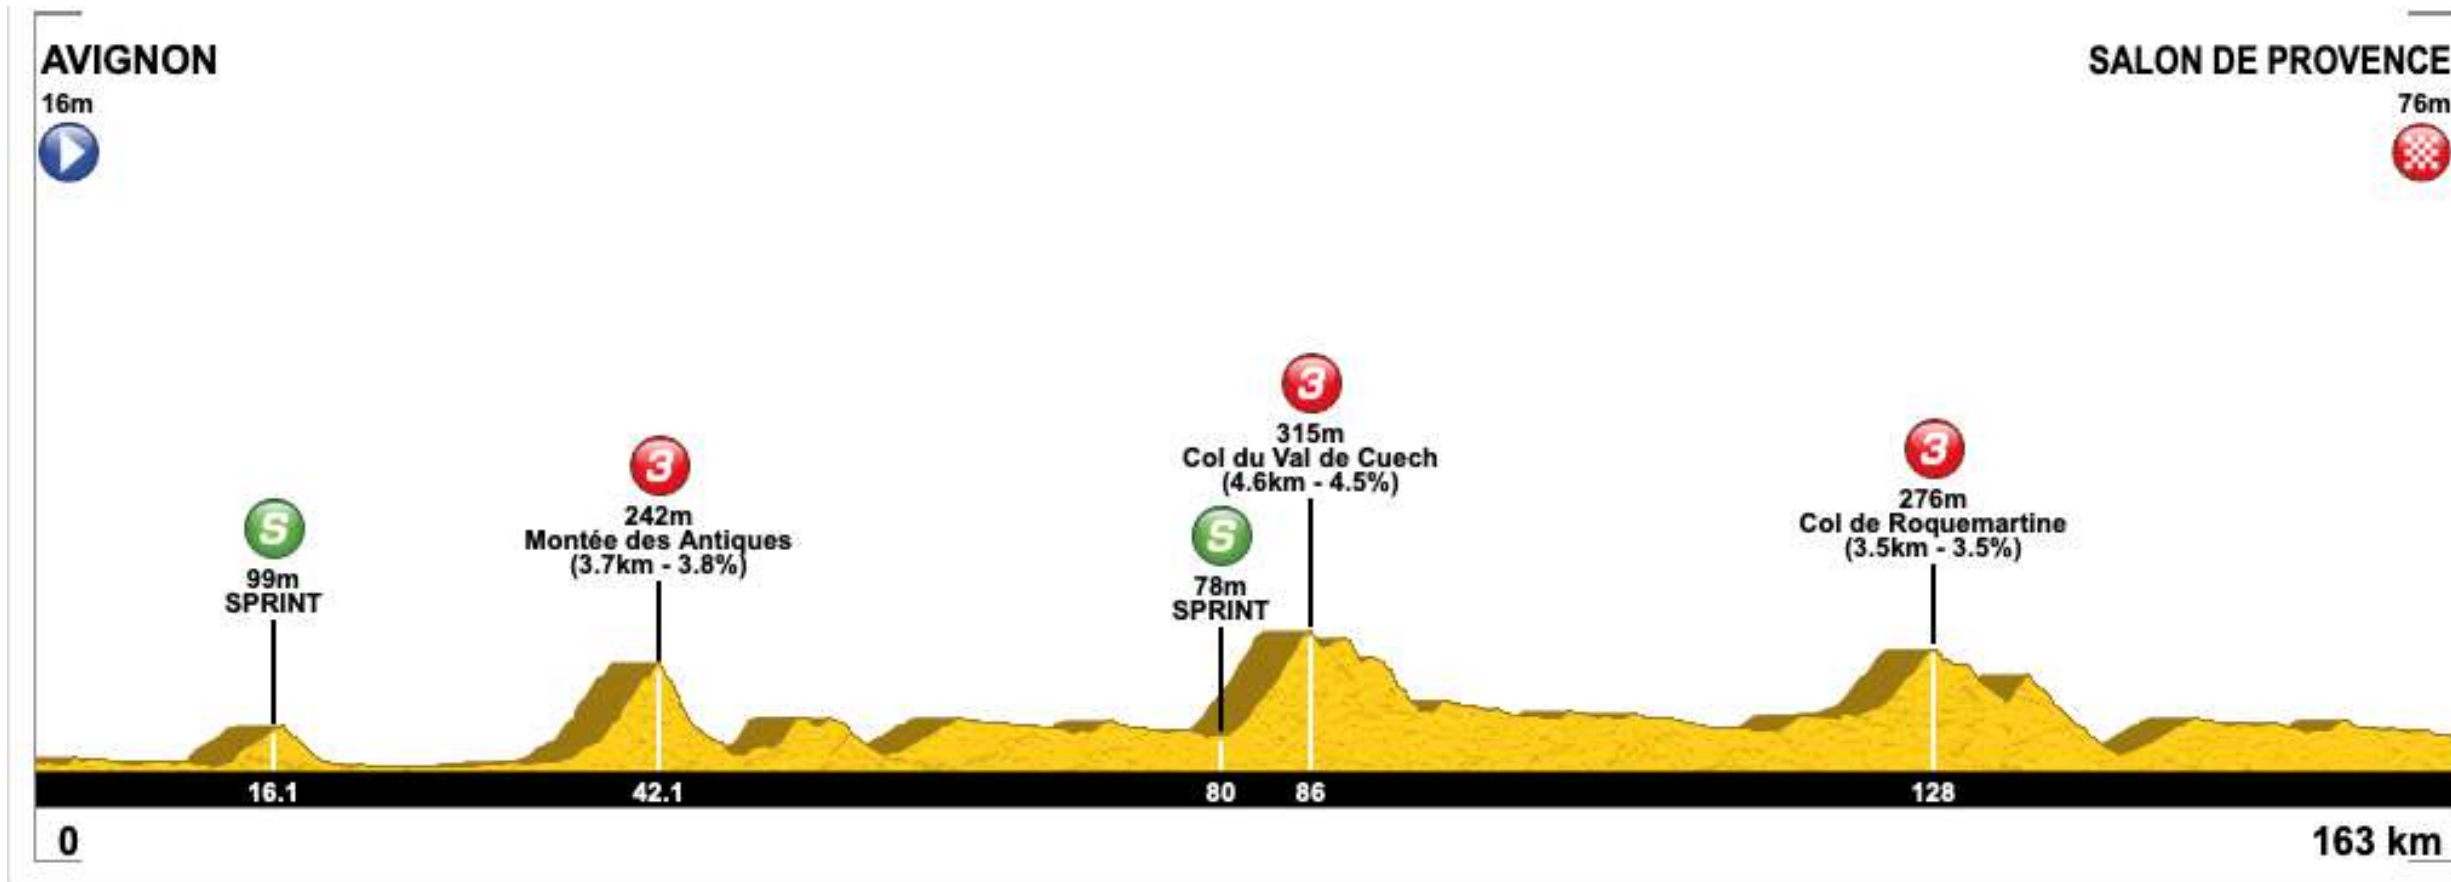 AVIGNON
16m
SALON DE PROVENCE
76m
3
315m
Col du Val de Cuech
(4.6km - 4.5%)
3
276m
Col de Roquemartine
(3.5km - 3.5%)
3
242m
Montée des Antiques
(3.7km - 3.8%)
S
99m
SPRINT
S
78m
SPRINT
16.1
42.1
80
86
128
0
163 km